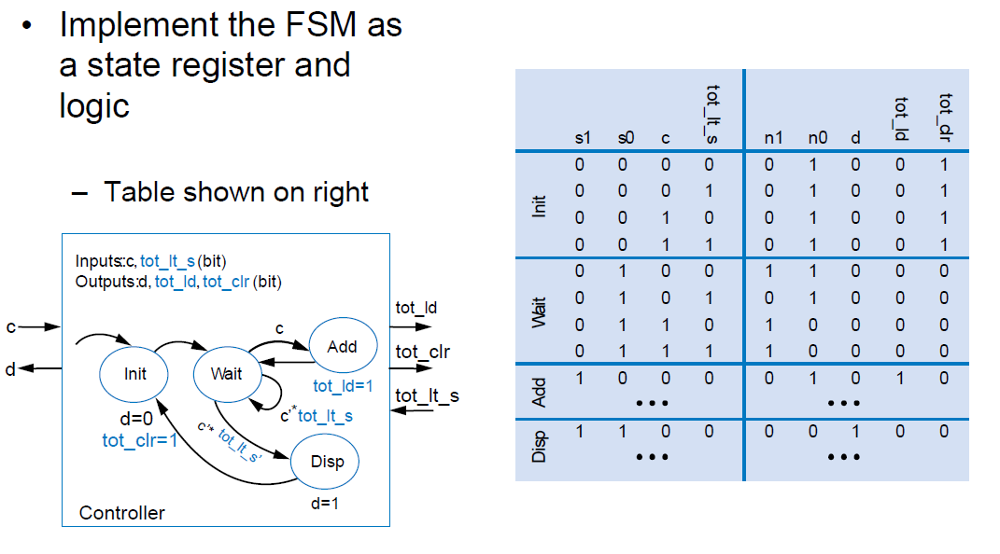 • Implement the FSM as
a state register and
logic
– Table shown on right
Inputs:c, tot_lt_s (bit)
Outputs:d, tot_ld, tot_clr (bit)
c
d
Init
Wait
Add
Disp
c
tot_ld=1
c'*tot_lt_s
c'* tot_lt_s'
d=0
tot_clr=1
d=1
tot_ld
tot_clr
tot_lt_s
Controller
s1 s0 c tot_lt_s n1 n0 d tot_ld tot_clr
Init
0 0 0 0 0 1 0 0 1
0 0 0 1 0 1 0 0 1
0 0 1 0 0 1 0 0 1
0 0 1 1 0 1 0 0 1
Wait
0 1 0 0 1 1 0 0 0
0 1 0 1 0 1 0 0 0
0 1 1 0 1 0 0 0 0
0 1 1 1 1 0 0 0 0
Add
1 0 0 0 0 1 0 1 0
••• •••
Disp
1 1 0 0 0 0 1 0 0
••• •••